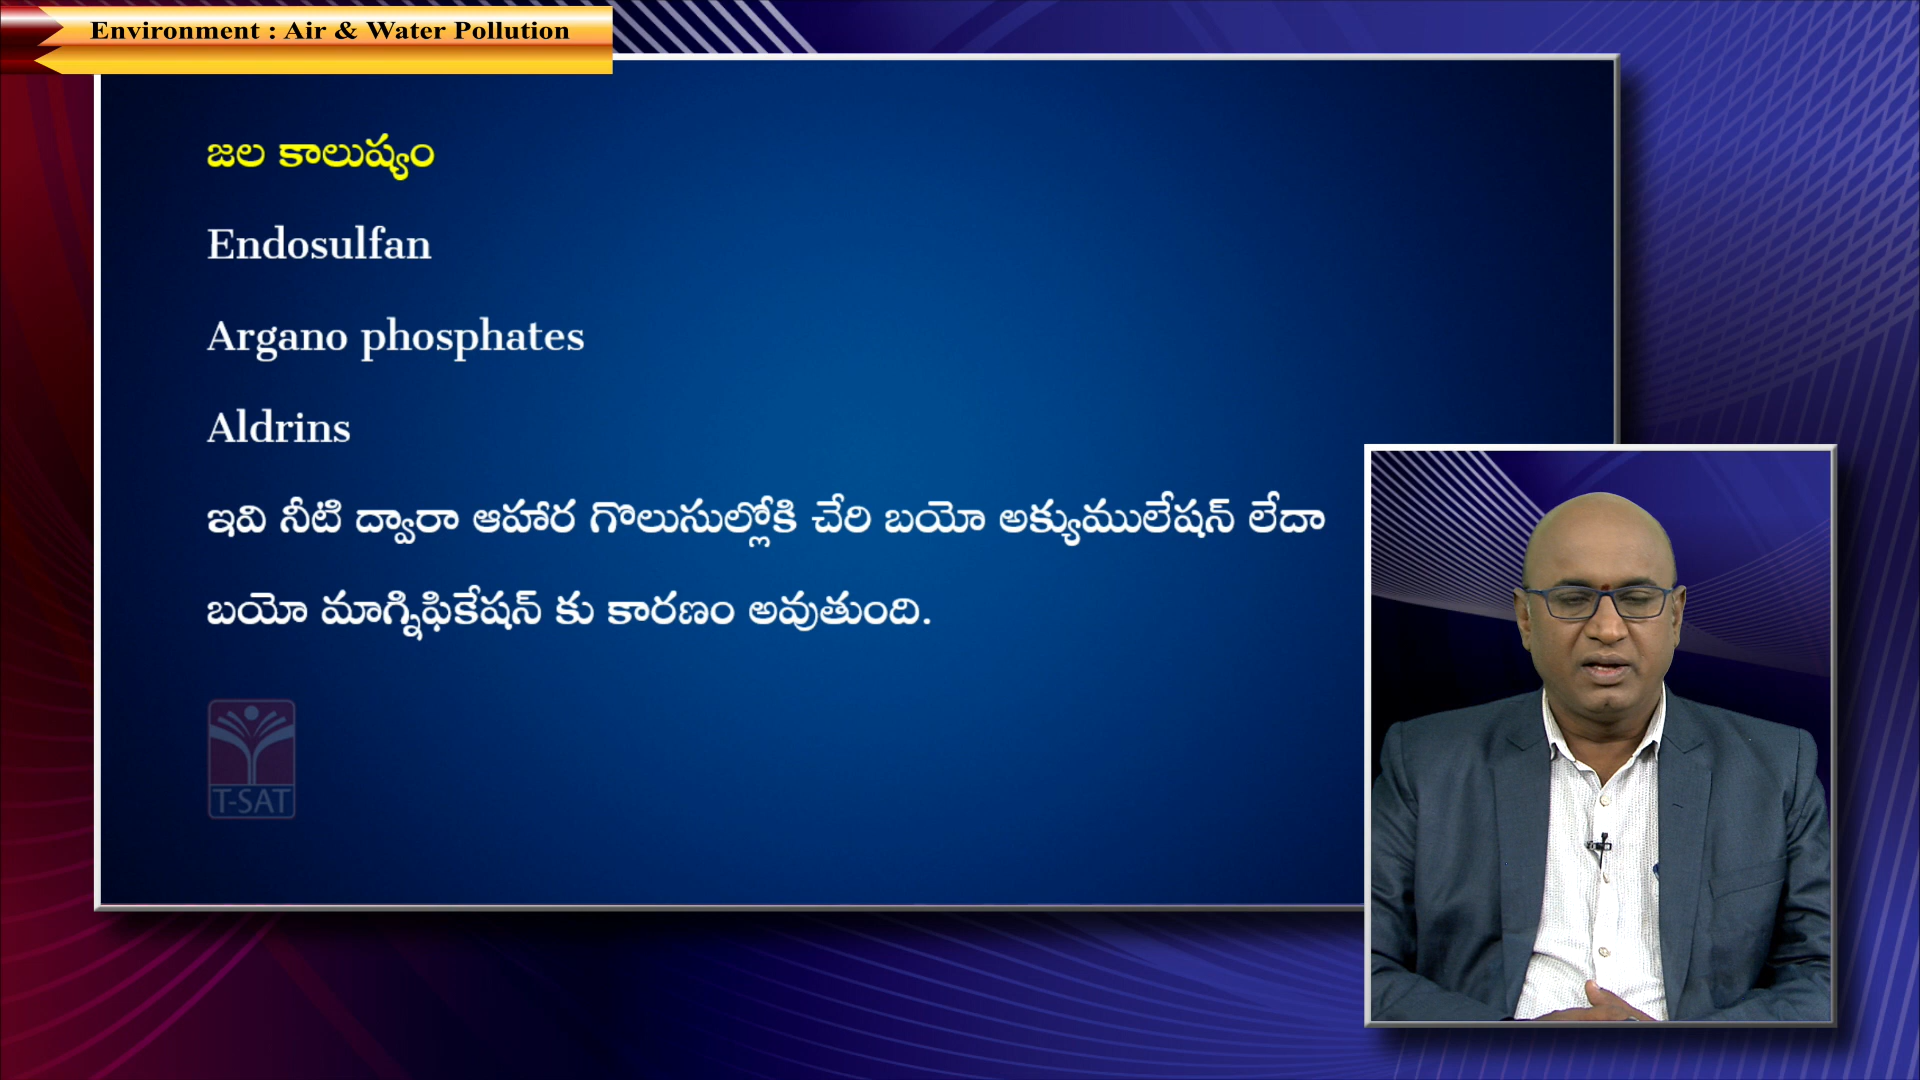 Environment : Air & Water Pollution
జల కాలుష్యం
Endosulfan
Argano phosphates
Aldrins
ఇవి నీటి ద్వారా ఆహార గొలుసుల్లోకి చేరి బయో అక్యుములేషన్ లేదా
బయో మాగ్నిఫికేషన్ కు కారణం అవుతుంది.
T-SAT